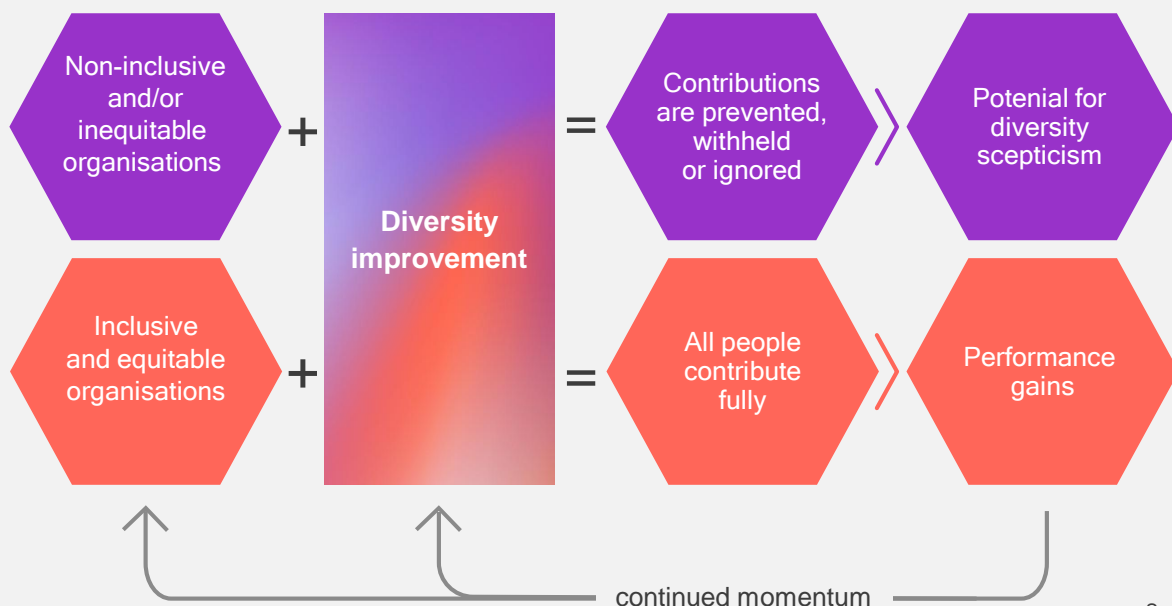 Non-inclusive
and/or
inequitable
organisations
+
Diversity
improvement
=
Contributions
are prevented,
withheld
or ignored
Potenial for
diversity
scepticism
Inclusive
and equitable
organisations
+
=
All people
contribute
fully
Performance
gains
continued momentum